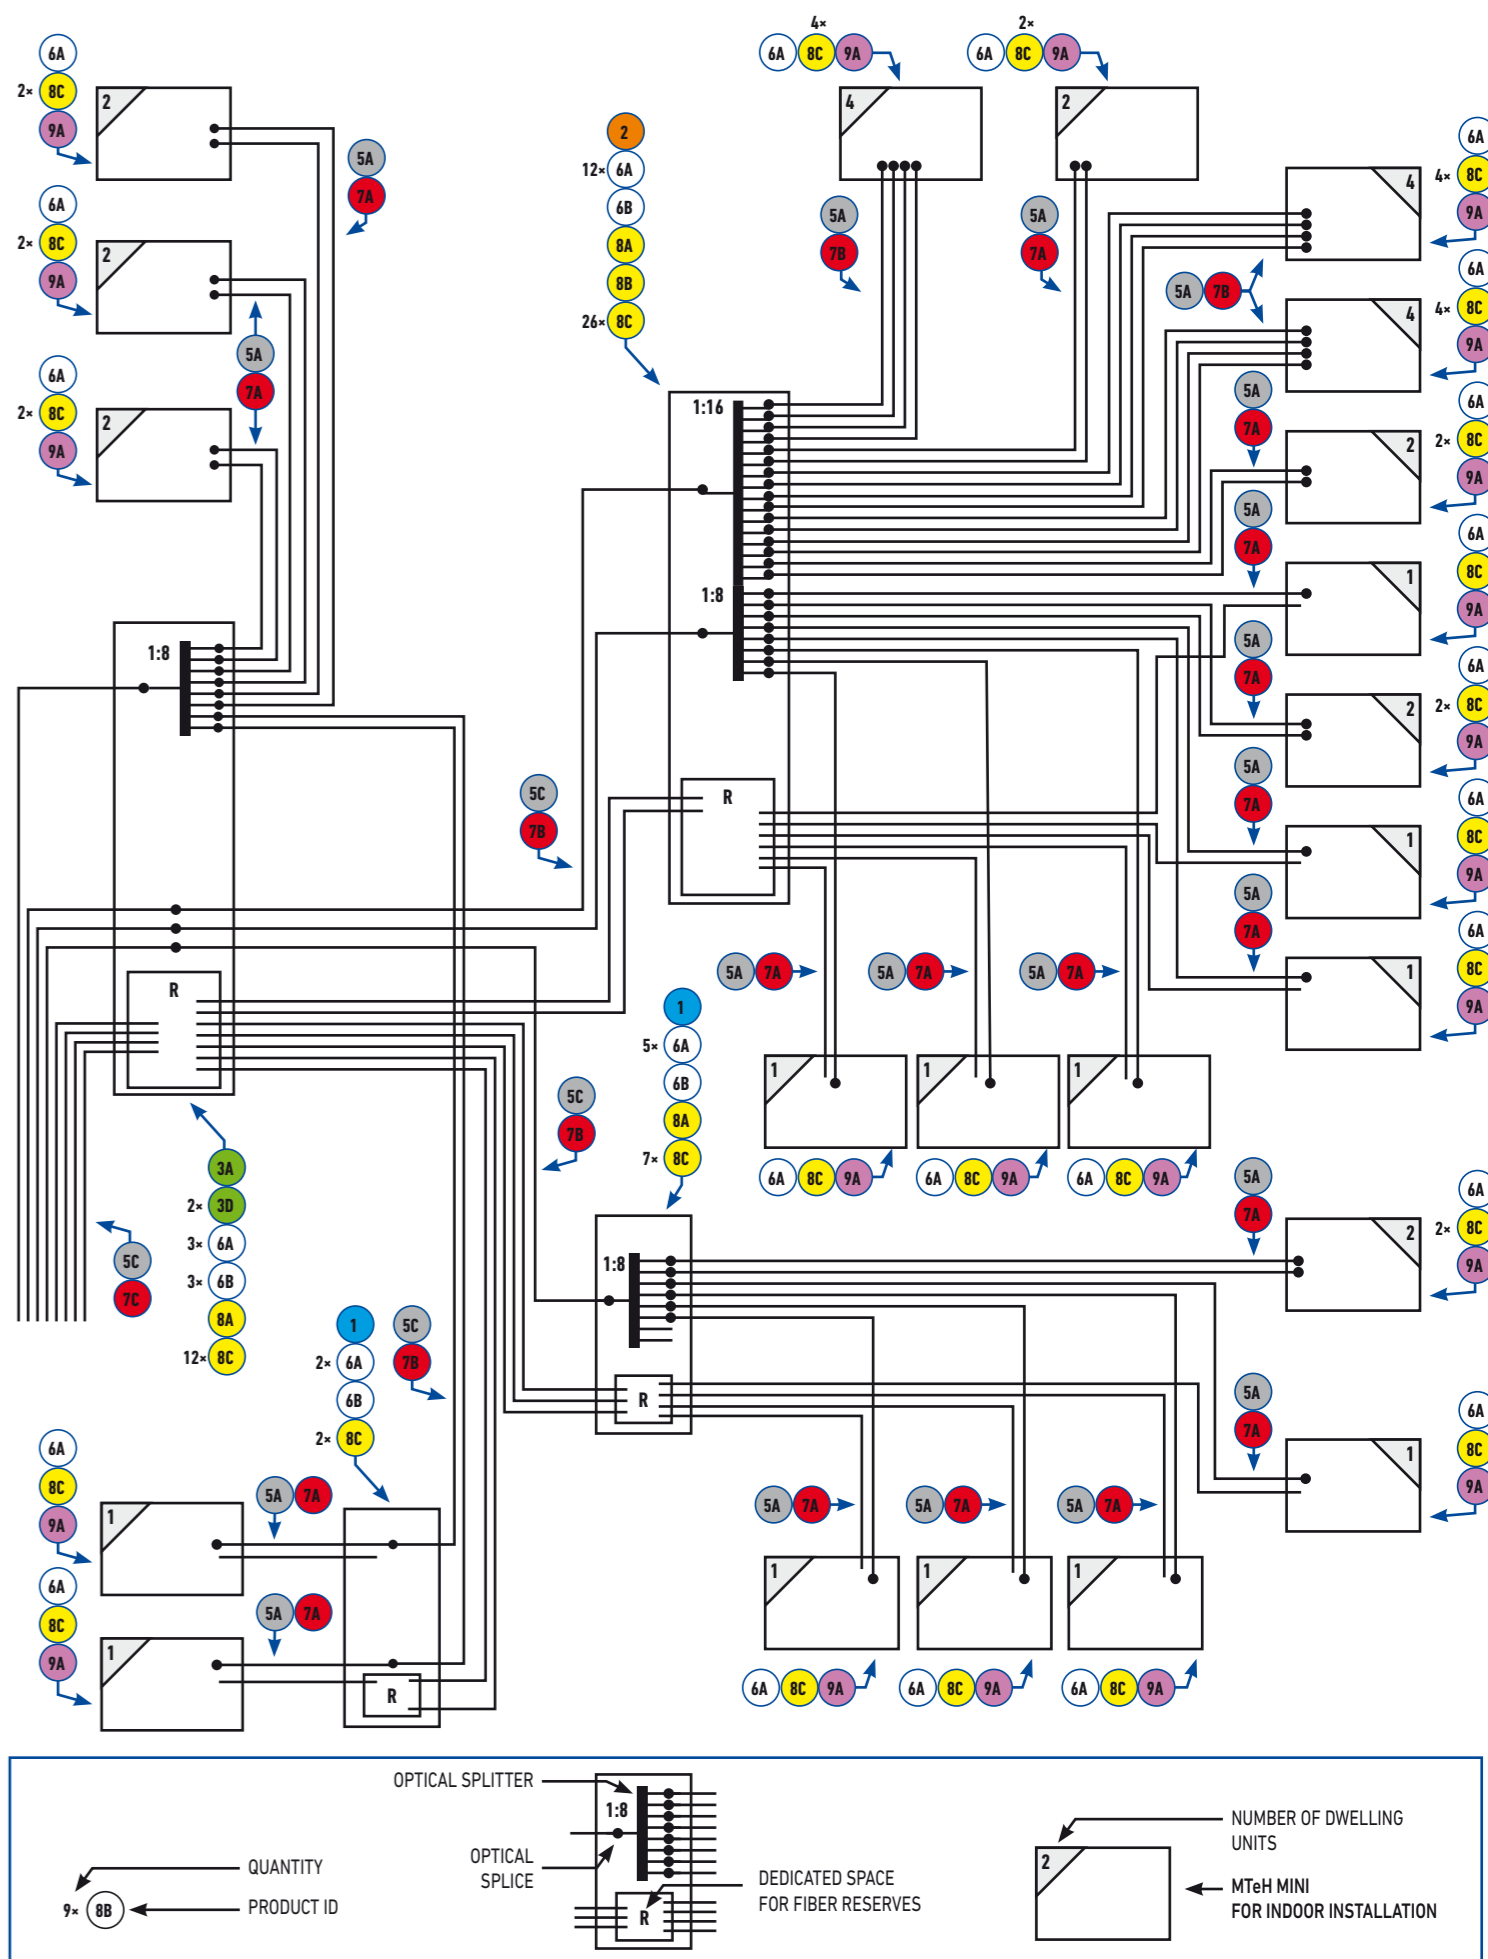 6A
2× 8C
9A
2
6A
2× 8C
9A
2
6A
2× 8C
9A
2
5A
7A
5A
7A
2
12× 6A
6B
8A
8B
26× 8C
4×
6A 8C 9A
4
2×
6A 8C 9A
2
5A
7B
5A
7A
6A
4× 8C
9A
4
5A 7B
6A
4× 8C
9A
4
5A
7A
6A
2× 8C
9A
2
5A
7A
6A
8C
9A
1
5A
7A
6A
2× 8C
9A
2
5A
7A
6A
8C
9A
1
5A
7A
6A
8C
9A
1
1:16
1:8
R
1:8
R
5C
7B
5A 7A
5A 7A
5A 7A
1
1
1
6A 8C 9A
6A 8C 9A
6A 8C 9A
1
5× 6A
6B
8A
7× 8C
5C
7B
3A
2× 3D
3× 6A
3× 6B
8A
12× 8C
5C
7C
1
2× 6A
6B
2× 8C
5C
7B
1:8
R
5A
7A
6A
2× 8C
9A
2
5A
7A
6A
8C
9A
1
6A
8C
9A
1
5A 7A
6A
8C
9A
1
5A 7A
R
5A 7A
5A 7A
5A 7A
1
1
1
6A 8C 9A
6A 8C 9A
6A 8C 9A
QUANTITY
9× 8B
PRODUCT ID
OPTICAL SPLITTER
1:8
OPTICAL
SPLICE
R
DEDICATED SPACE
FOR FIBER RESERVES
2
NUMBER OF DWELLING
UNITS
MTeH MINI
FOR INDOOR INSTALLATION